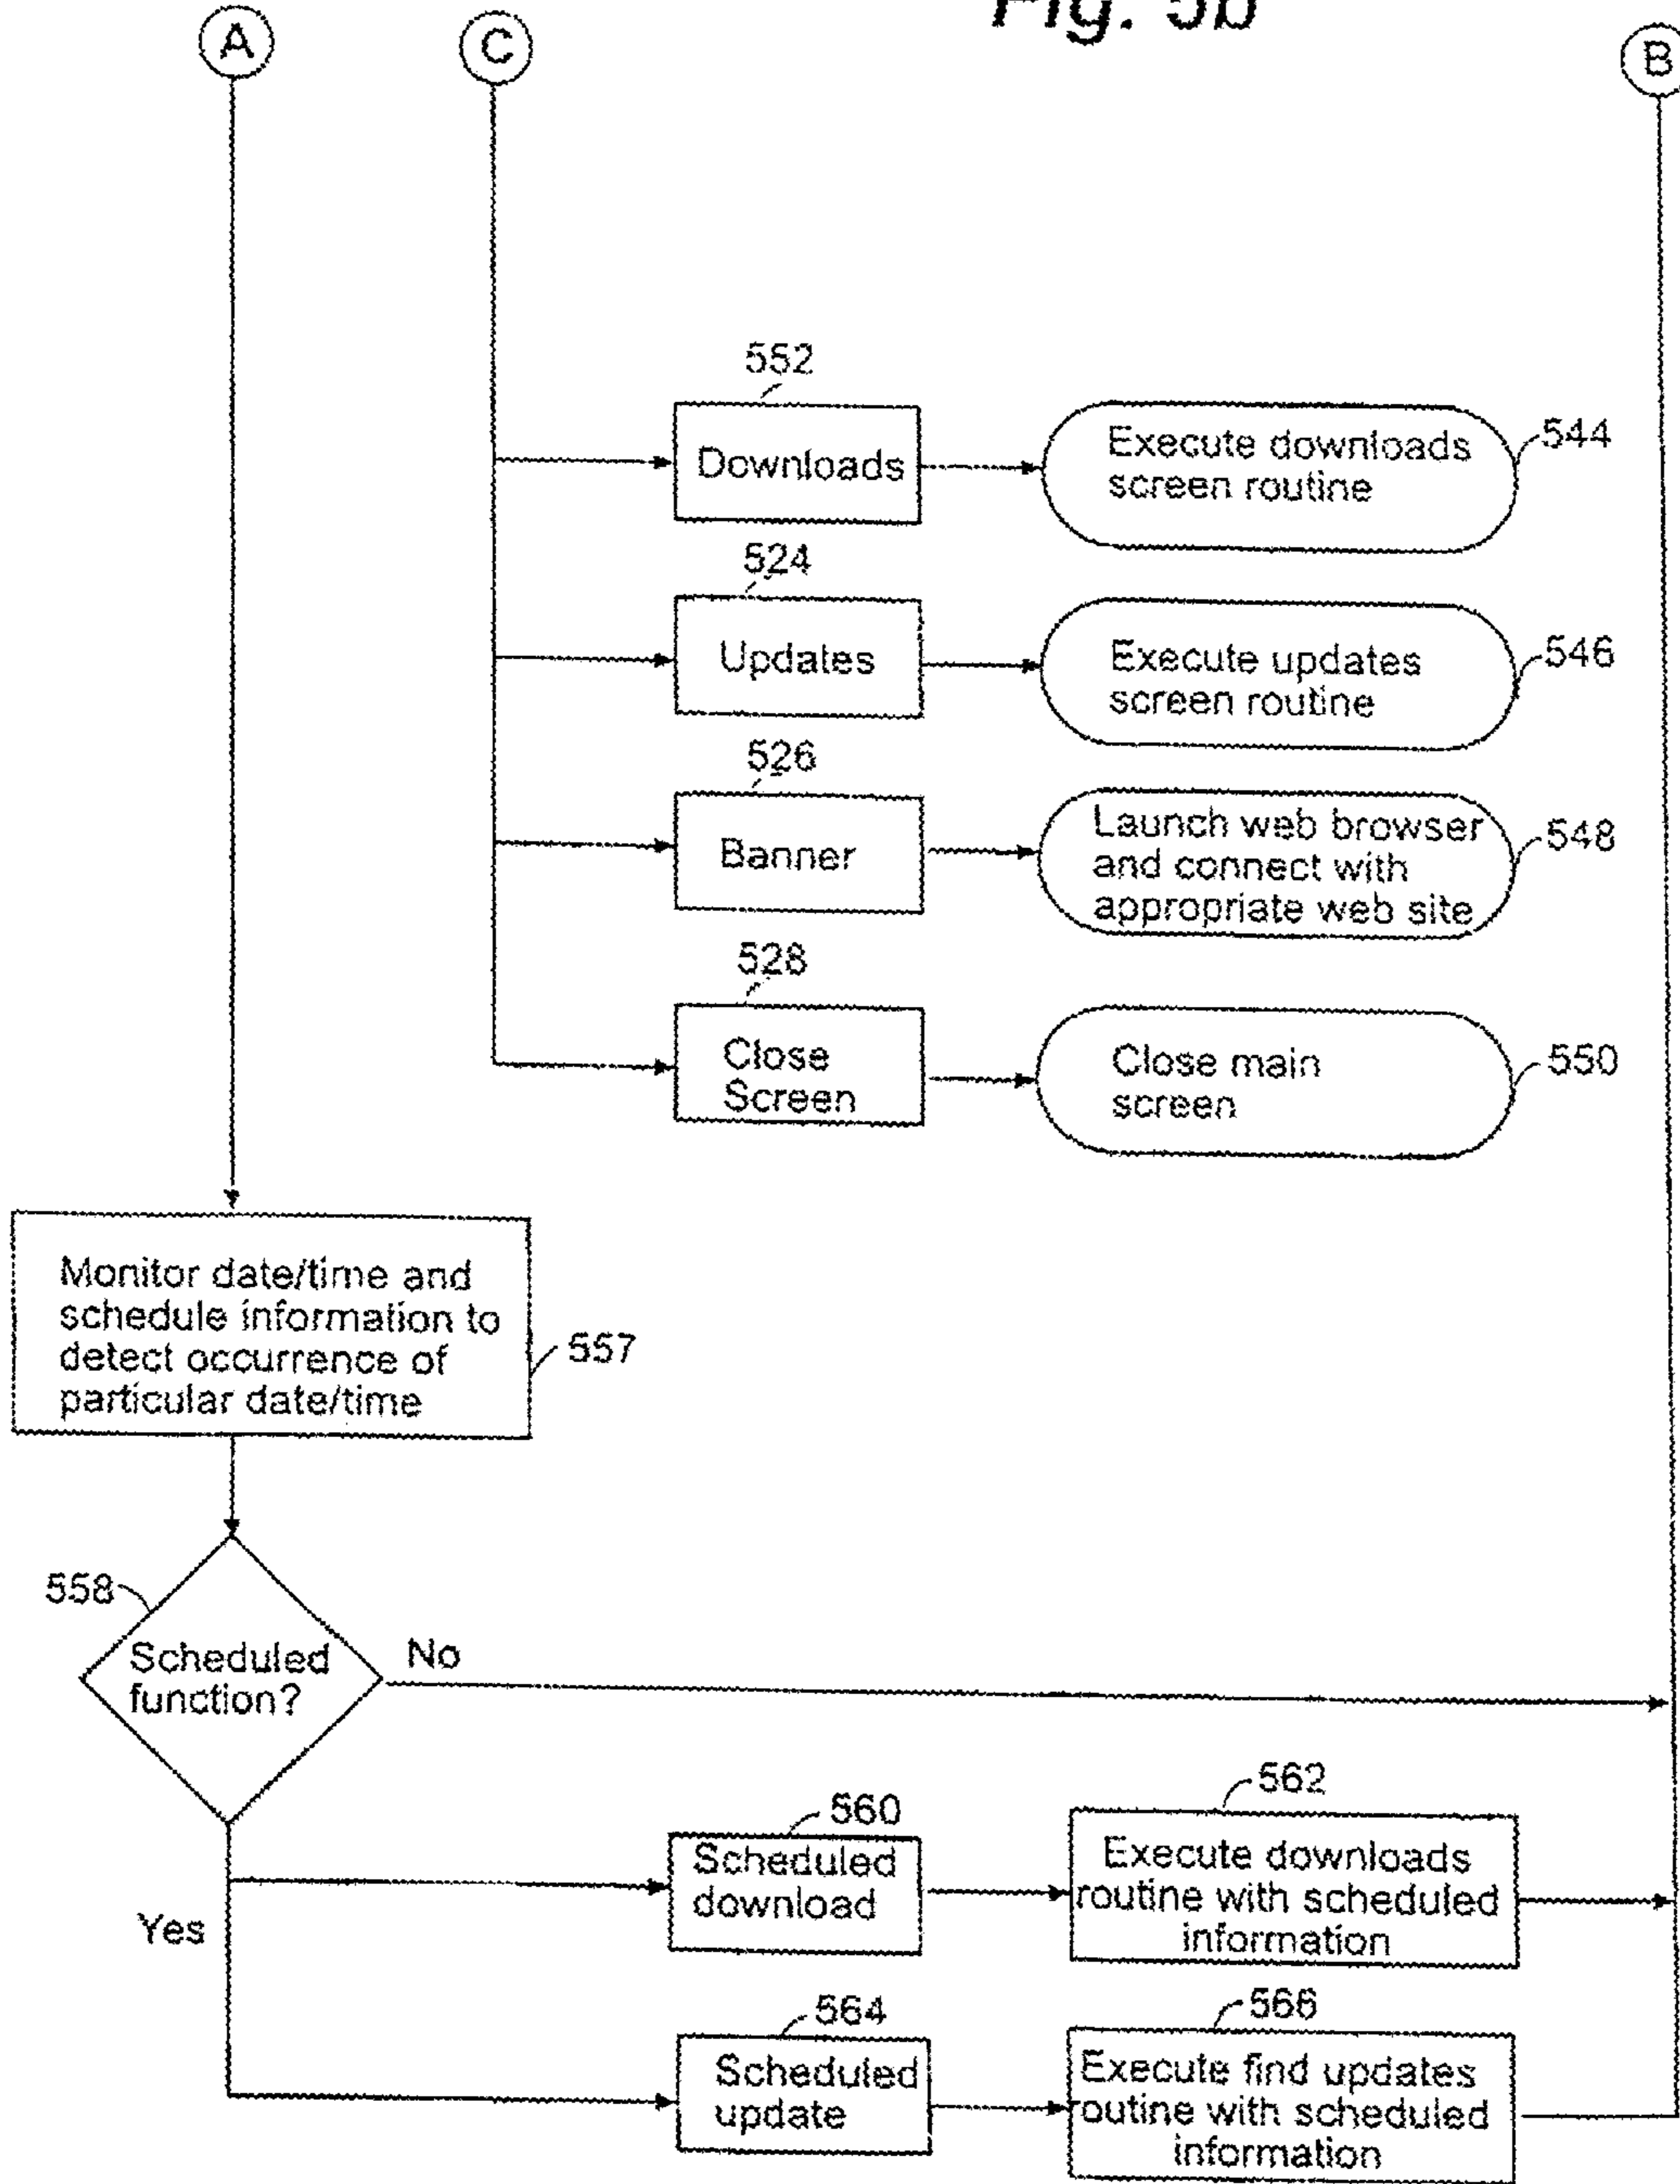 Fig. 5b
A
C
B
552
Downloads
Execute downloads
screen routine
544
524
Updates
Execute updates
screen routine
546
526
Banner
Launch web browser
and connect with
appropriate web site
548
528
Close
Screen
Close main
screen
550
Monitor date/time and
schedule information to
detect occurrence of
particular date/time
557
558
Scheduled
function?
No
Yes
560
Scheduled
download
562
Execute downloads
routine with scheduled
information
564
Scheduled
update
566
Execute find updates
routine with scheduled
information